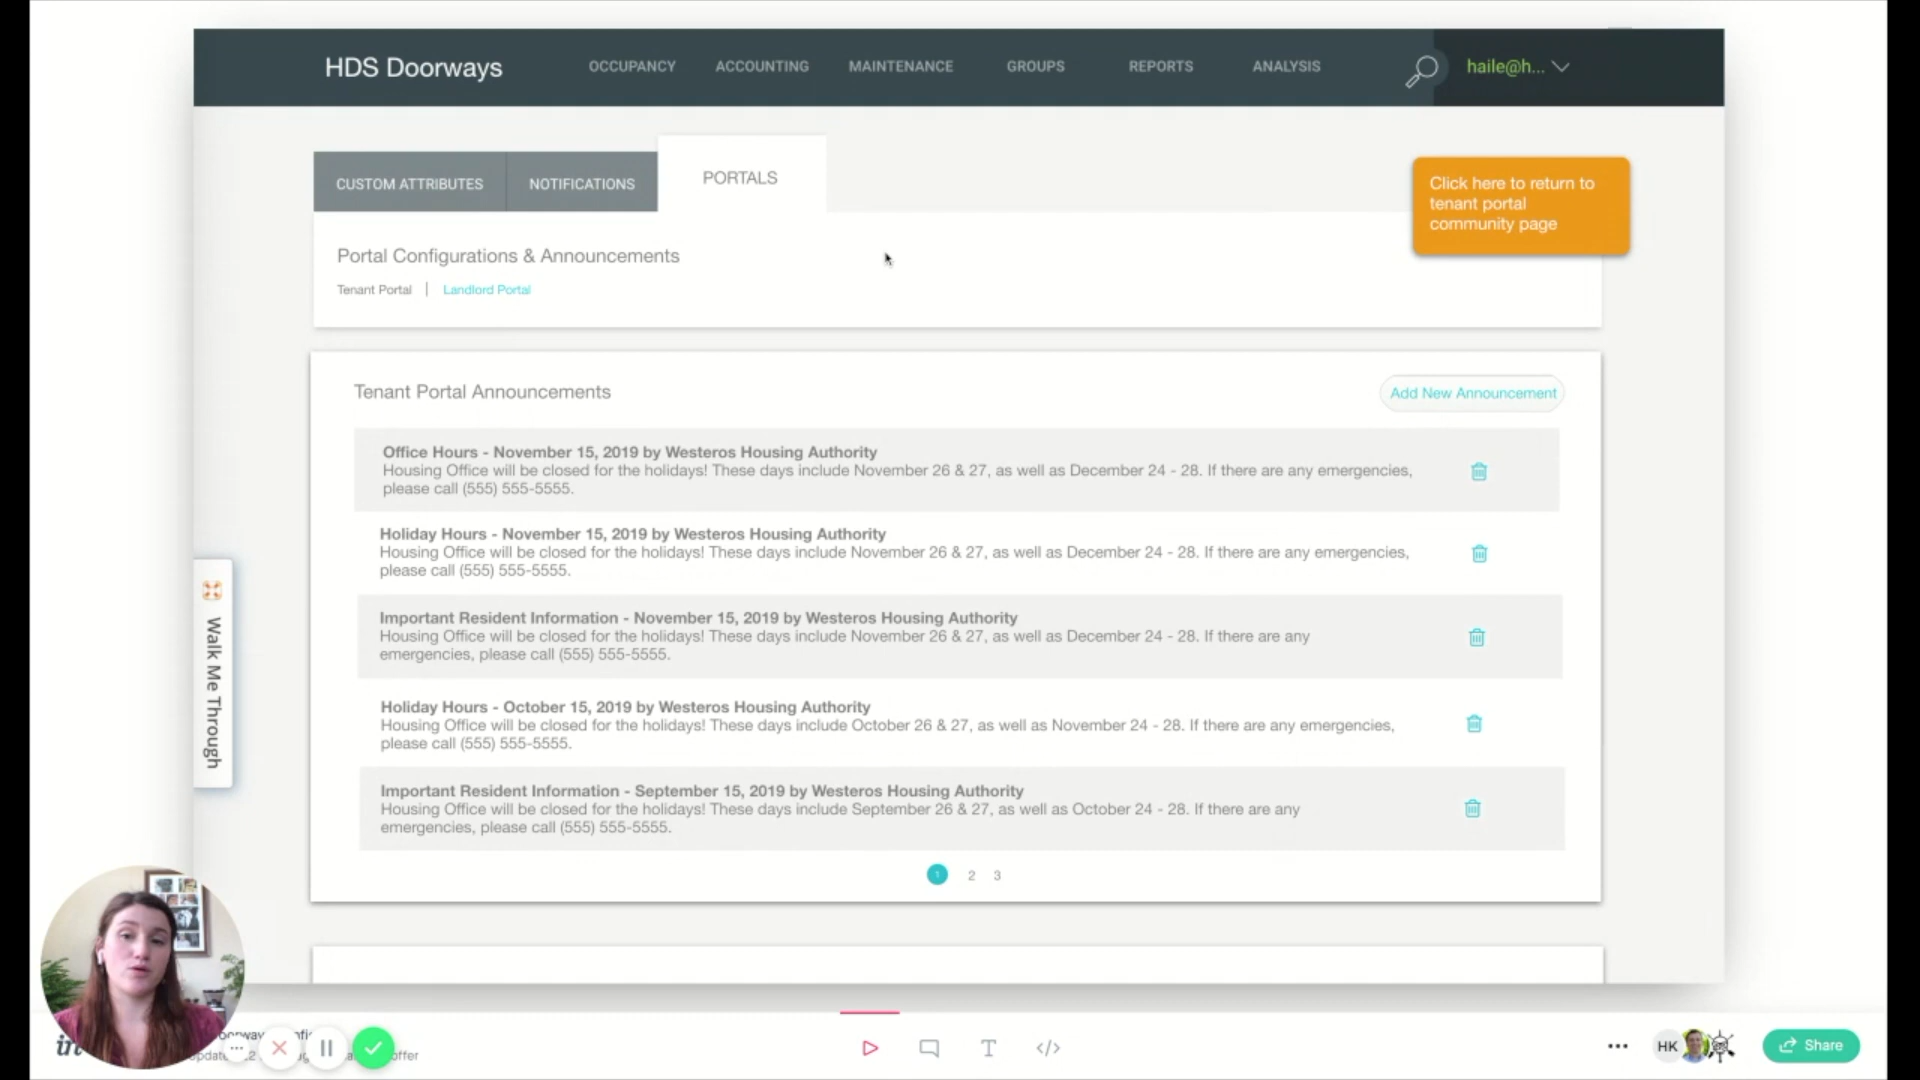 HDS Doorways
OCCUPANCY
ACCOUNTING
MAINTENANCE
GROUPS
REPORTS
ANALYSIS
haile@h...
CUSTOM ATTRIBUTES
NOTIFICATIONS
PORTALS
Click here to return to
tenant portal
community page
Portal Configurations & Announcements
Tenant Portal | Landlord Portal
Tenant Portal Announcements
Add New Announcement
Office Hours - November 15, 2019 by Westeros Housing Authority
Housing Office will be closed for the holidays! These days include November 26 & 27, as well as December 24 - 28. If there are any emergencies,
please call (555) 555-5555.
Holiday Hours - November 15, 2019 by Westeros Housing Authority
Housing Office will be closed for the holidays! These days include November 26 & 27, as well as December 24 - 28. If there are any emergencies,
please call (555) 555-5555.
Important Resident Information - November 15, 2019 by Westeros Housing Authority
Housing Office will be closed for the holidays! These days include November 26 & 27, as well as December 24 - 28. If there are any
emergencies, please call (555) 555-5555.
Holiday Hours - October 15, 2019 by Westeros Housing Authority
Housing Office will be closed for the holidays! These days include October 26 & 27, as well as November 24 - 28. If there are any emergencies,
please call (555) 555-5555.
Important Resident Information - September 15, 2019 by Westeros Housing Authority
Housing Office will be closed for the holidays! These days include September 26 & 27, as well as October 24 - 28. If there are any
emergencies, please call (555) 555-5555.
1 2 3
Walk Me Through
in
HK
Share